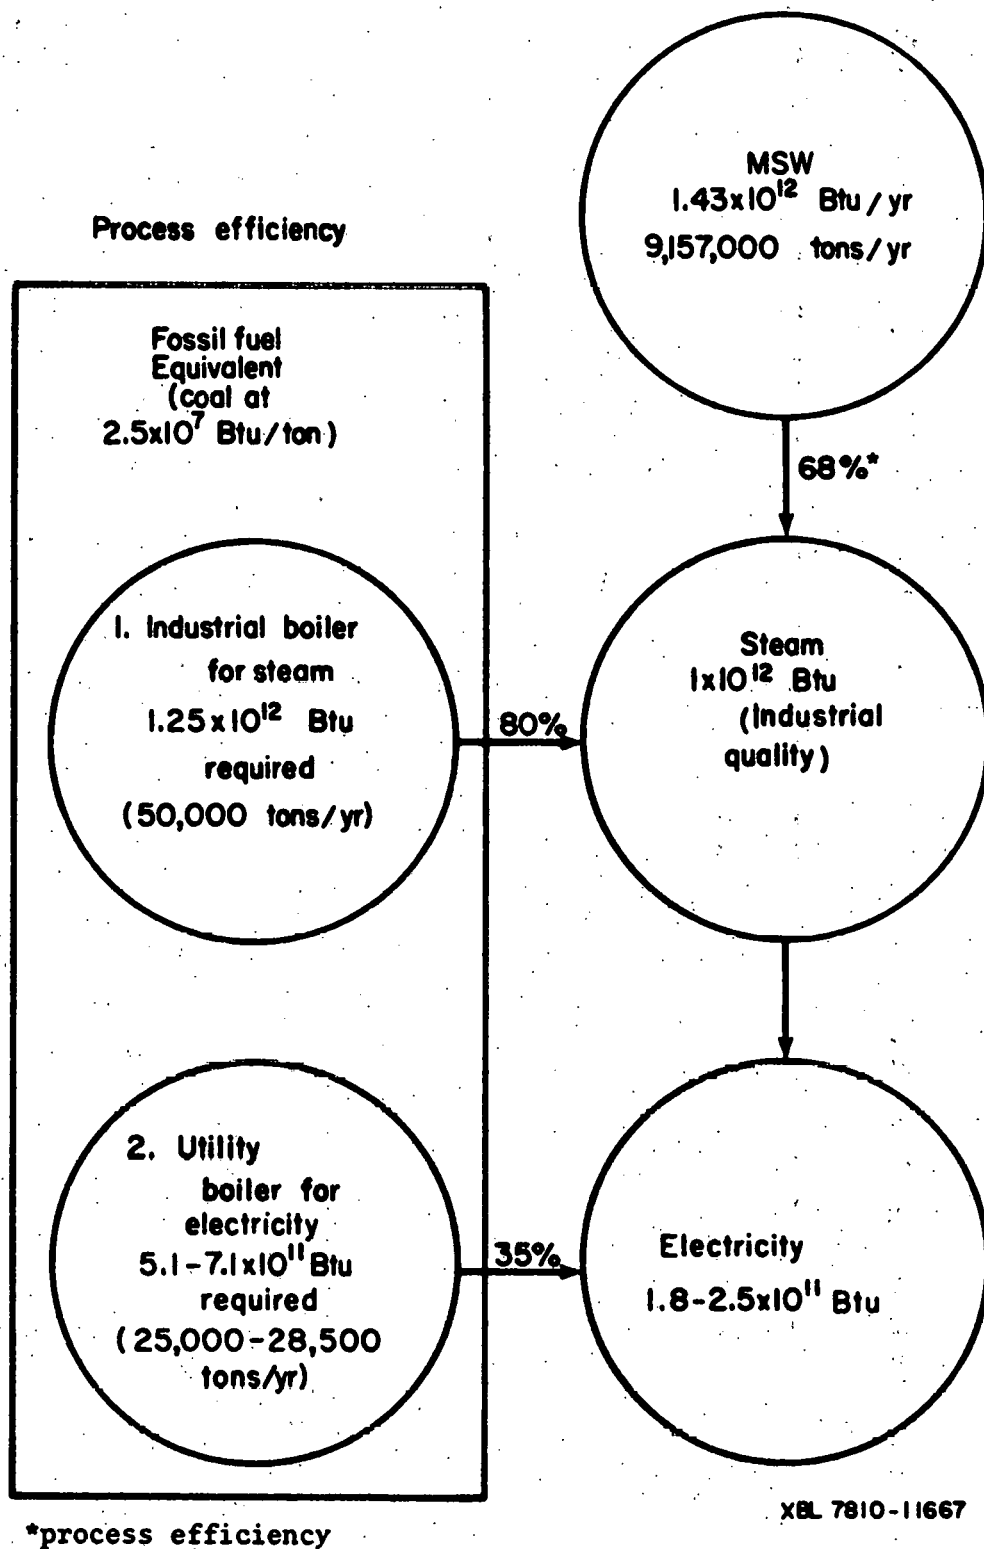 MSW
1.43x10¹² Btu/yr
9,157,000 tons/yr
Process efficiency
Fossil fuel
Equivalent
(coal at
2.5x10⁷ Btu/ton)
68%*
1. Industrial boiler
for steam
1.25x10¹² Btu
required
(50,000 tons/yr)
80%
Steam
1x10¹² Btu
(Industrial
quality)
2. Utility
boiler for
electricity
5.1-7.1x10¹¹ Btu
required
(25,000-28,500
tons/yr)
35%
Electricity
1.8-2.5x10¹¹ Btu
XBL 7810-11667
*process efficiency